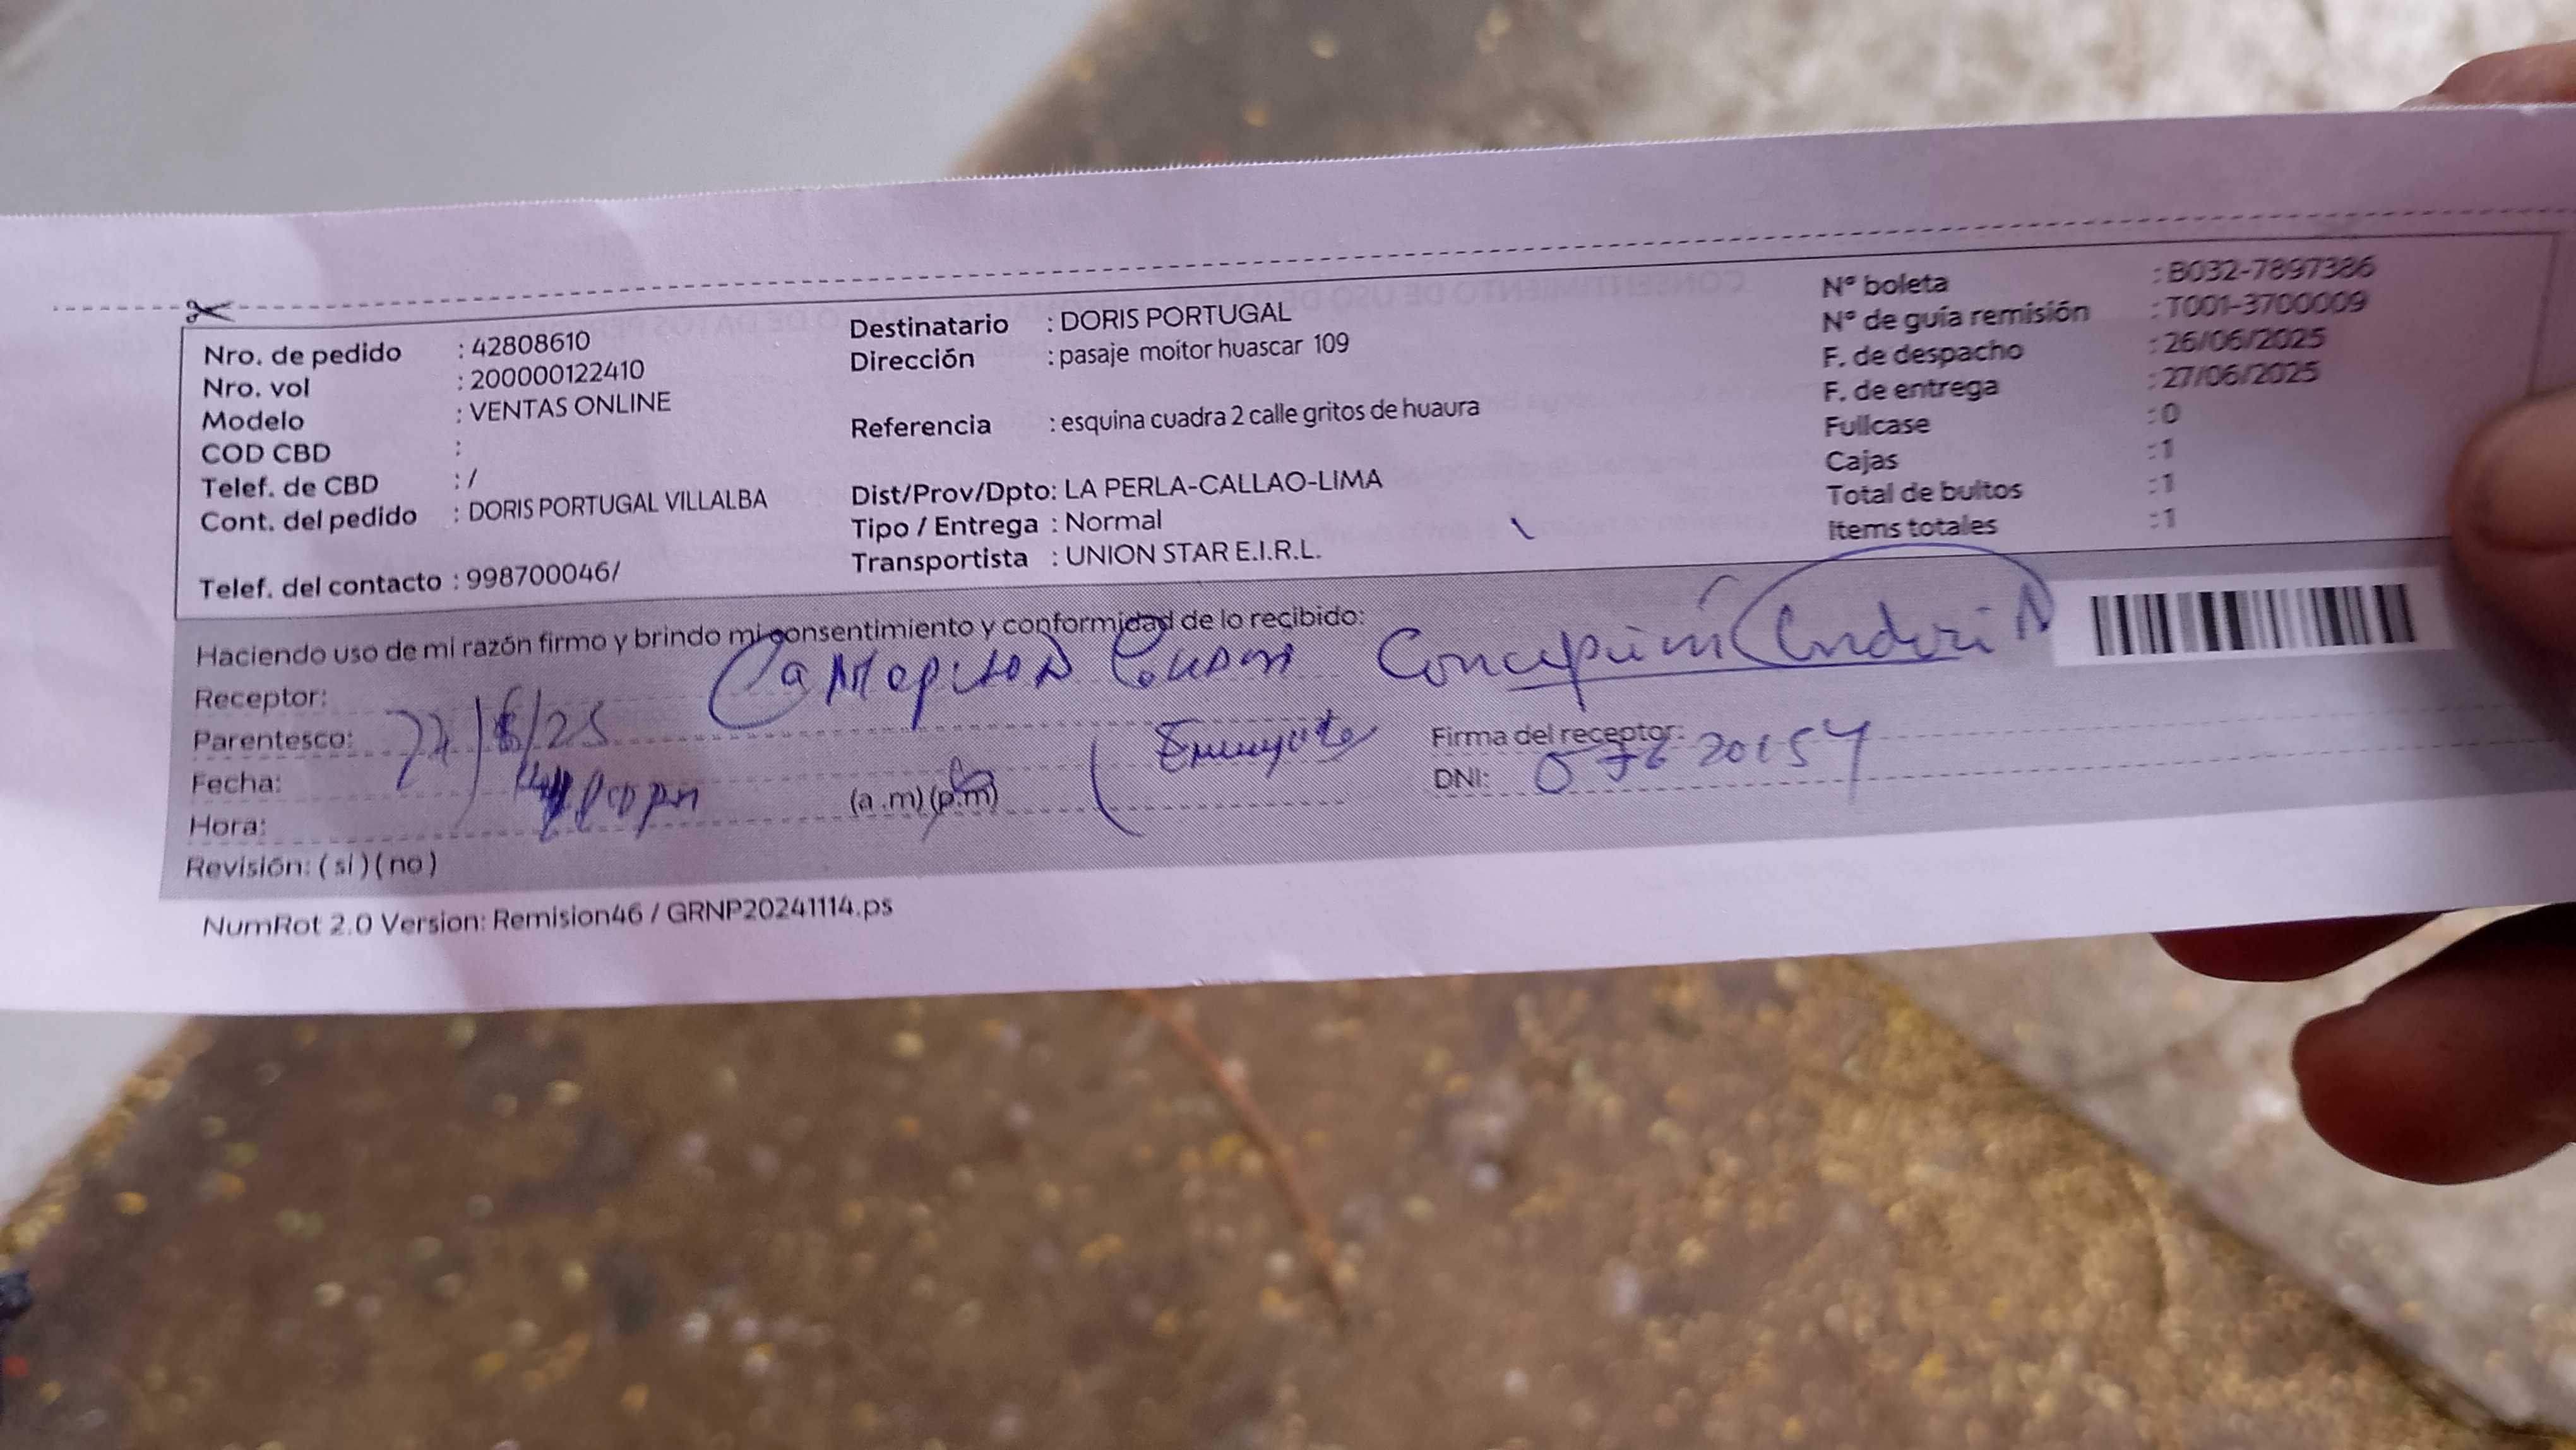 Nro. de pedido : 42808610
Nro. vol : 200000122410
Modelo : VENTAS ONLINE
COD CBD :
Telef. de CBD : /
Cont. del pedido : DORIS PORTUGAL VILLALBA
Telef. del contacto : 998700046/
Destinatario : DORIS PORTUGAL
Dirección : pasaje moitor huascar 109
Referencia : esquina cuadra 2 calle gritos de huaura
Dist/Prov/Dpto: LA PERLA-CALLAO-LIMA
Tipo / Entrega : Normal
Transportista : UNION STAR E.I.R.L.
N° boleta : B032-7897386
N° de guía remisión : T001-3700009
F. de despacho : 26/06/2025
F. de entrega : 27/06/2025
Fullcase : 0
Cajas : 1
Total de bultos : 1
Items totales : 1
Haciendo uso de mi razón firmo y brindo mi consentimiento y conformidad de lo recibido:
Receptor:
Parentesco:
Fecha:
Hora: (a .m) (p.m)
Revisión: ( si ) ( no )
Firma del receptor:
DNI:
NumRot 2.0 Version: Remision46 / GRNP20241114.ps